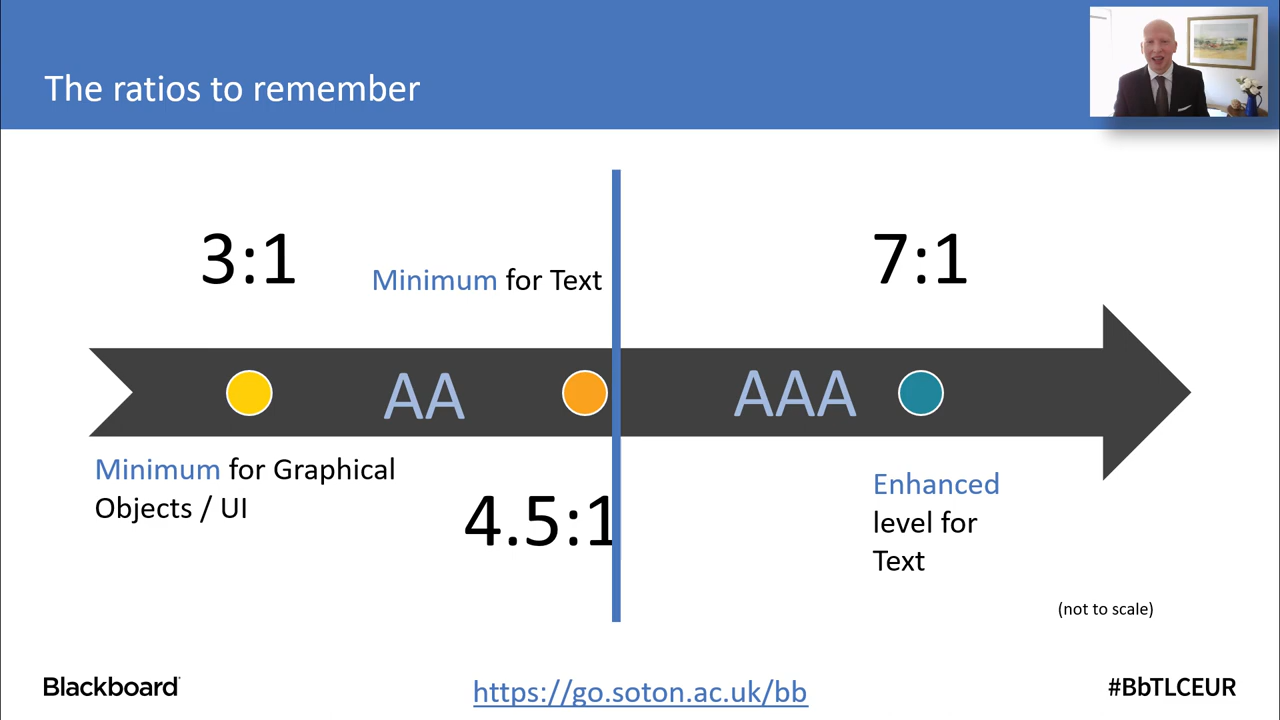 The ratios to remember
3:1
Minimum for Text
7:1
AA
AAA
Minimum for Graphical
Objects / UI
4.5:1
Enhanced
level for
Text
(not to scale)
Blackboard
https://go.soton.ac.uk/bb
#BbTLCEUR